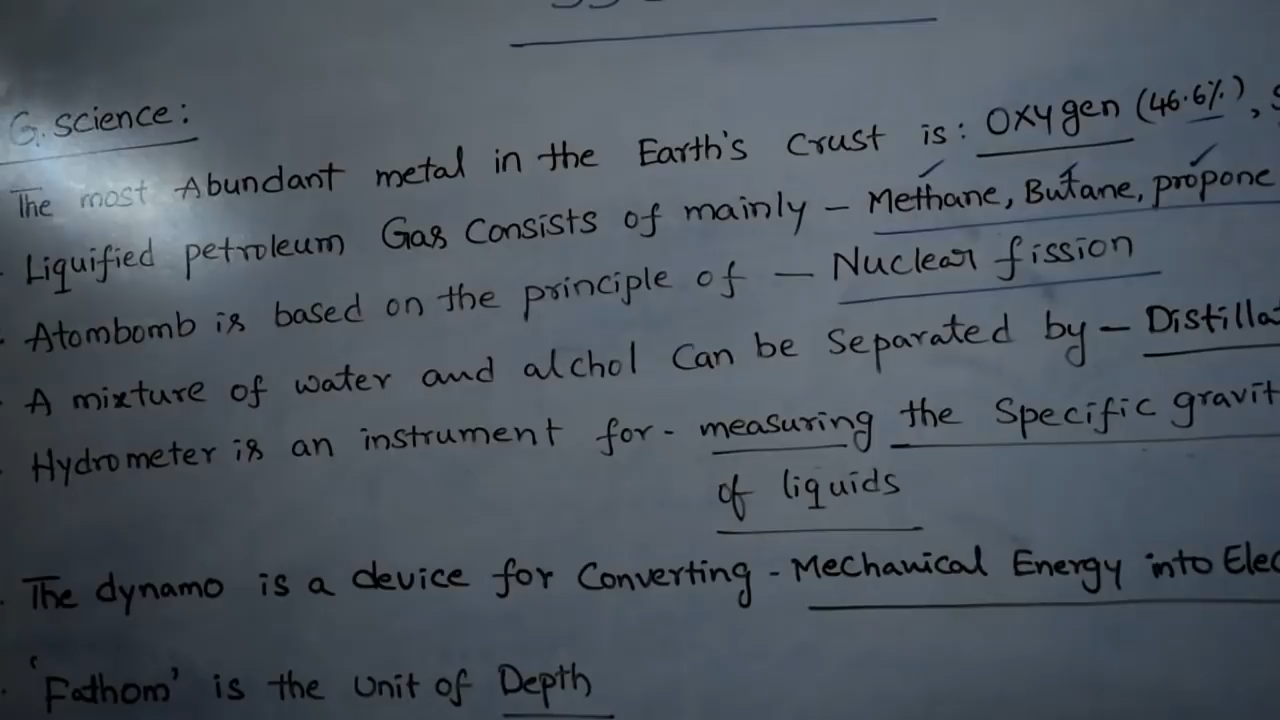 G. Science:
The most Abundant metal in the Earth's Crust is: Oxygen (46.6%),
Liquified petroleum Gas Consists of mainly - Methane, Butane, propone
Atombomb is based on the principle of - Nuclear fission
A mixture of water and alchol Can be Separated by - Distilla
Hydrometer is an instrument for - measuring the Specific gravit
of liquids
The dynamo is a device for Converting - Mechanical Energy into Elec
'Fathom' is the Unit of Depth